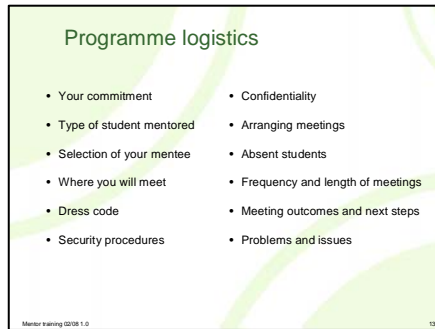 Programme logistics
• Your commitment
• Type of student mentored
• Selection of your mentee
• Where you will meet
• Dress code
• Security procedures
• Confidentiality
• Arranging meetings
• Absent students
• Frequency and length of meetings
• Meeting outcomes and next steps
• Problems and issues
Mentor training 02/08 1.0
13